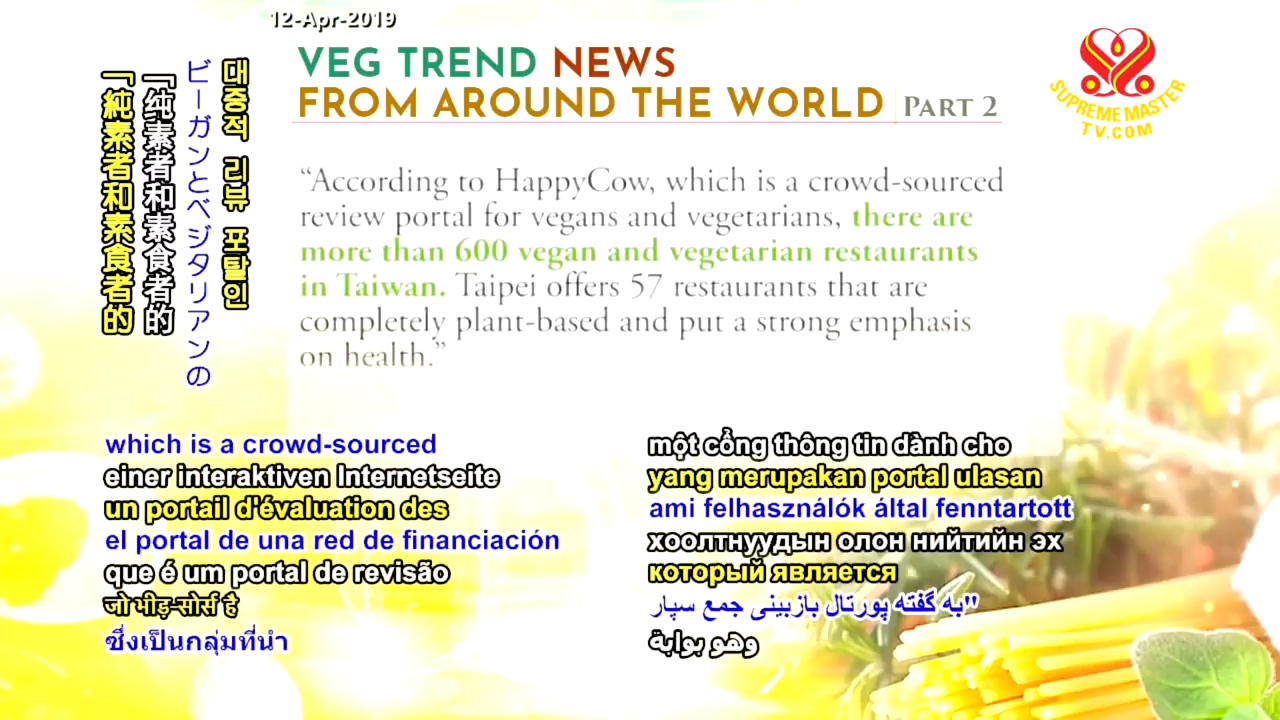 12-Apr-2019
VEG TREND NEWS
FROM AROUND THE WORLD PART 2
SUPREME MASTER
TV.COM
“According to HappyCow, which is a crowd-sourced
review portal for vegans and vegetarians, there are
more than 600 vegan and vegetarian restaurants
in Taiwan. Taipei offers 57 restaurants that are
completely plant-based and put a strong emphasis
on health.”
대중적 리뷰 포탈인
ビーガンとベジタリアンの
「纯素者和素食者的
「純素者和素食者的
which is a crowd-sourced
einer interaktiven Internetseite
un portail d'évaluation des
el portal de una red de financiación
que é um portal de revisão
जो भीड़-सोर्स है
ซึ่งเป็นกลุ่มที่นำ
một cổng thông tin dành cho
yang merupakan portal ulasan
ami felhasználók által fenntartott
хоолтнуудын олон нийтийн эх
который является
"به گفته پورتال بازبینی جمع سپار
وهو بوابة